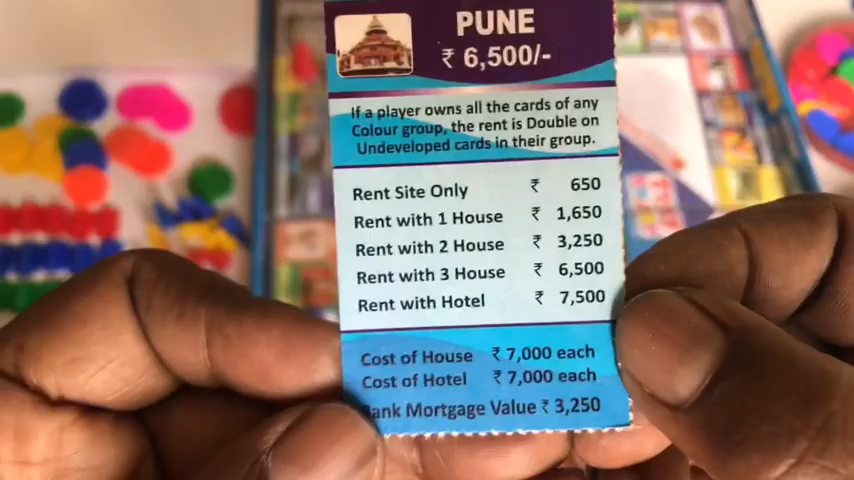 PUNE
₹ 6,500/-
If a player owns all the cards of any
Colour group, the rent is Double on
Undeveloped cards in their group.
Rent Site Only ₹ 650
Rent with 1 House ₹ 1,650
Rent with 2 House ₹ 3,250
Rent with 3 House ₹ 6,500
Rent with Hotel ₹ 7,500
Cost of House ₹ 7,000 each
Cost of Hotel ₹ 7,000 each
Bank Mortgage Value ₹ 3,250